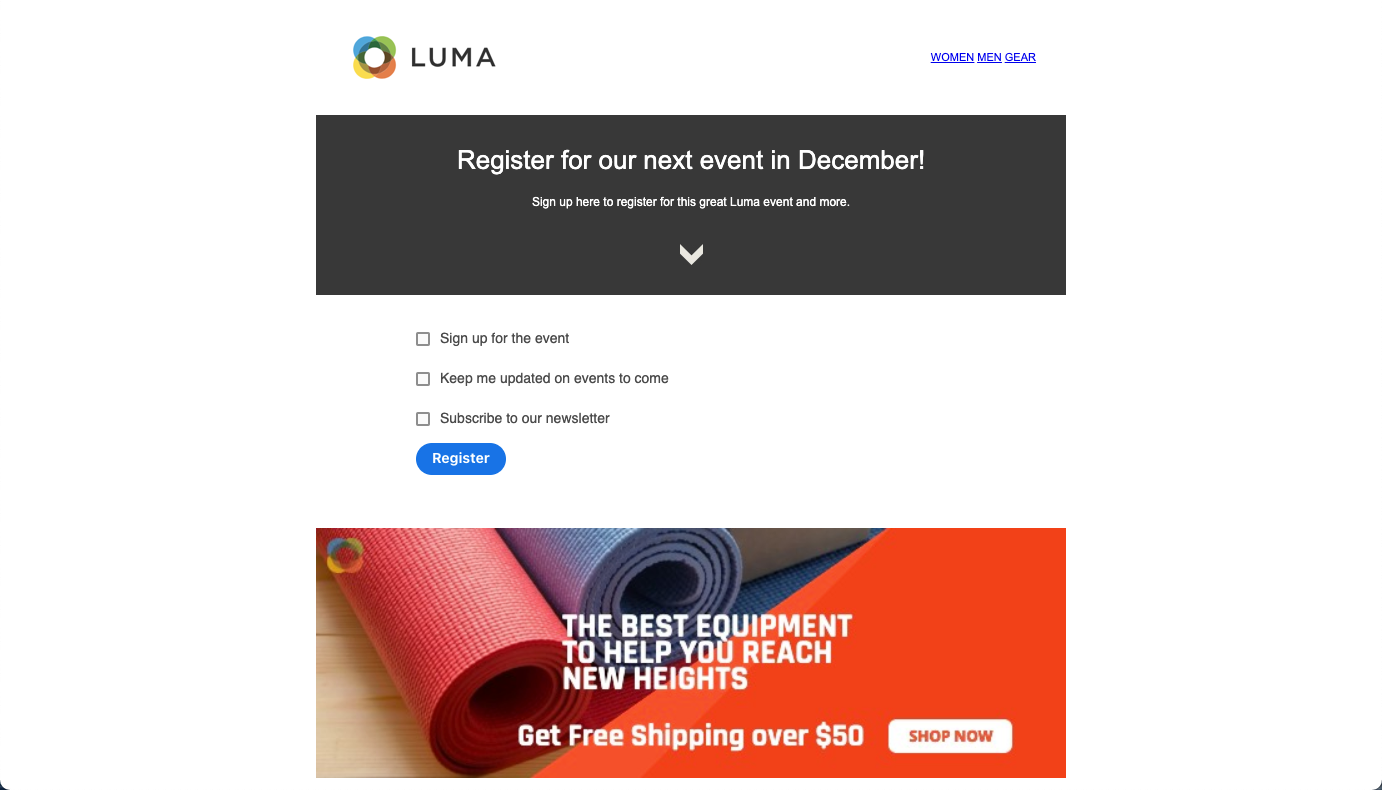 LUMA
WOMEN MEN GEAR
Register for our next event in December!
Sign up here to register for this great Luma event and more.
Sign up for the event
Keep me updated on events to come
Subscribe to our newsletter
Register
THE BEST EQUIPMENT
TO HELP YOU REACH
NEW HEIGHTS
Get Free Shipping over $50
SHOP NOW